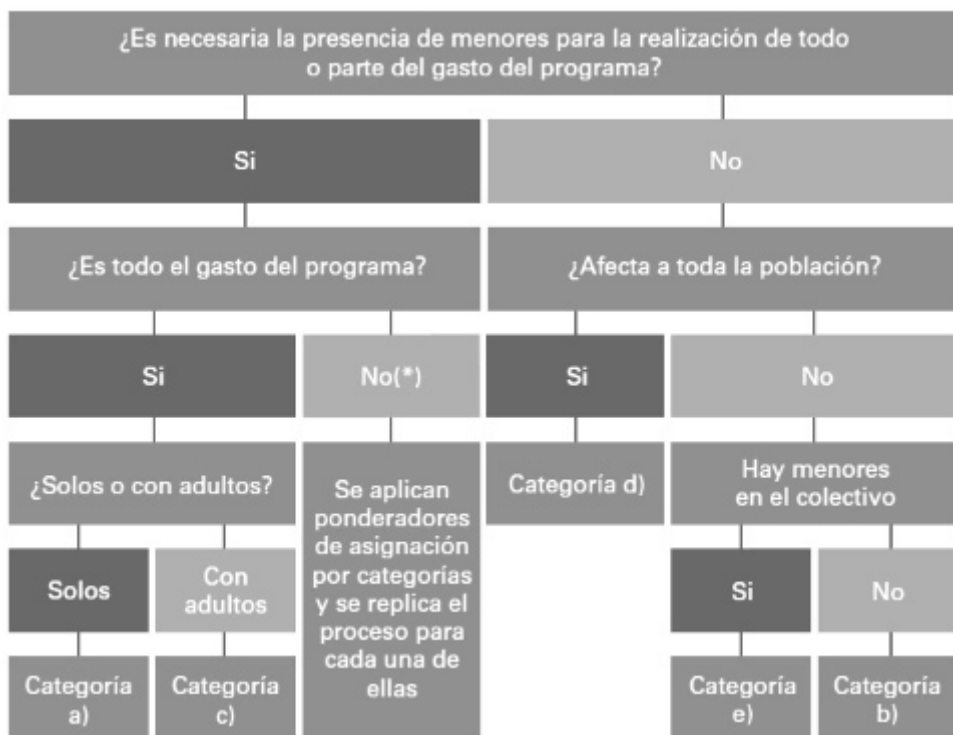 ¿Es necesaria la presencia de menores para la realización de todo
o parte del gasto del programa?
Si
No
¿Es todo el gasto del programa?
¿Afecta a toda la población?
Si
No(*)
Si
No
¿Solos o con adultos?
Se aplican
ponderadores
de asignación
por categorías
y se replica el
proceso para
cada una de
ellas
Categoría d)
Hay menores
en el colectivo
Solos
Con
adultos
Si
No
Categoría
a)
Categoría
c)
Categoría
e)
Categoría
b)